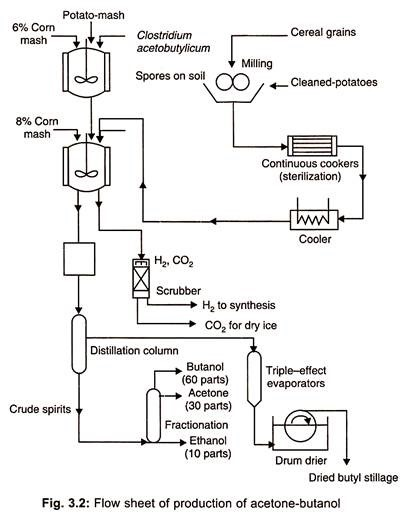 Potato-mash
6% Corn
mash
Clostridium
acetobutylicum
Cereal grains
Milling
Spores on soil
Cleaned-potatoes
8% Corn
mash
Continuous cookers
(sterilization)
Cooler
H2, CO2
Scrubber
H2 to synthesis
CO2 for dry ice
Distillation column
Butanol
(60 parts)
Acetone
(30 parts)
Triple–effect
evaporators
Crude spirits
Fractionation
Ethanol
(10 parts)
Drum drier
Dried butyl stillage
Fig. 3.2: Flow sheet of production of acetone-butanol